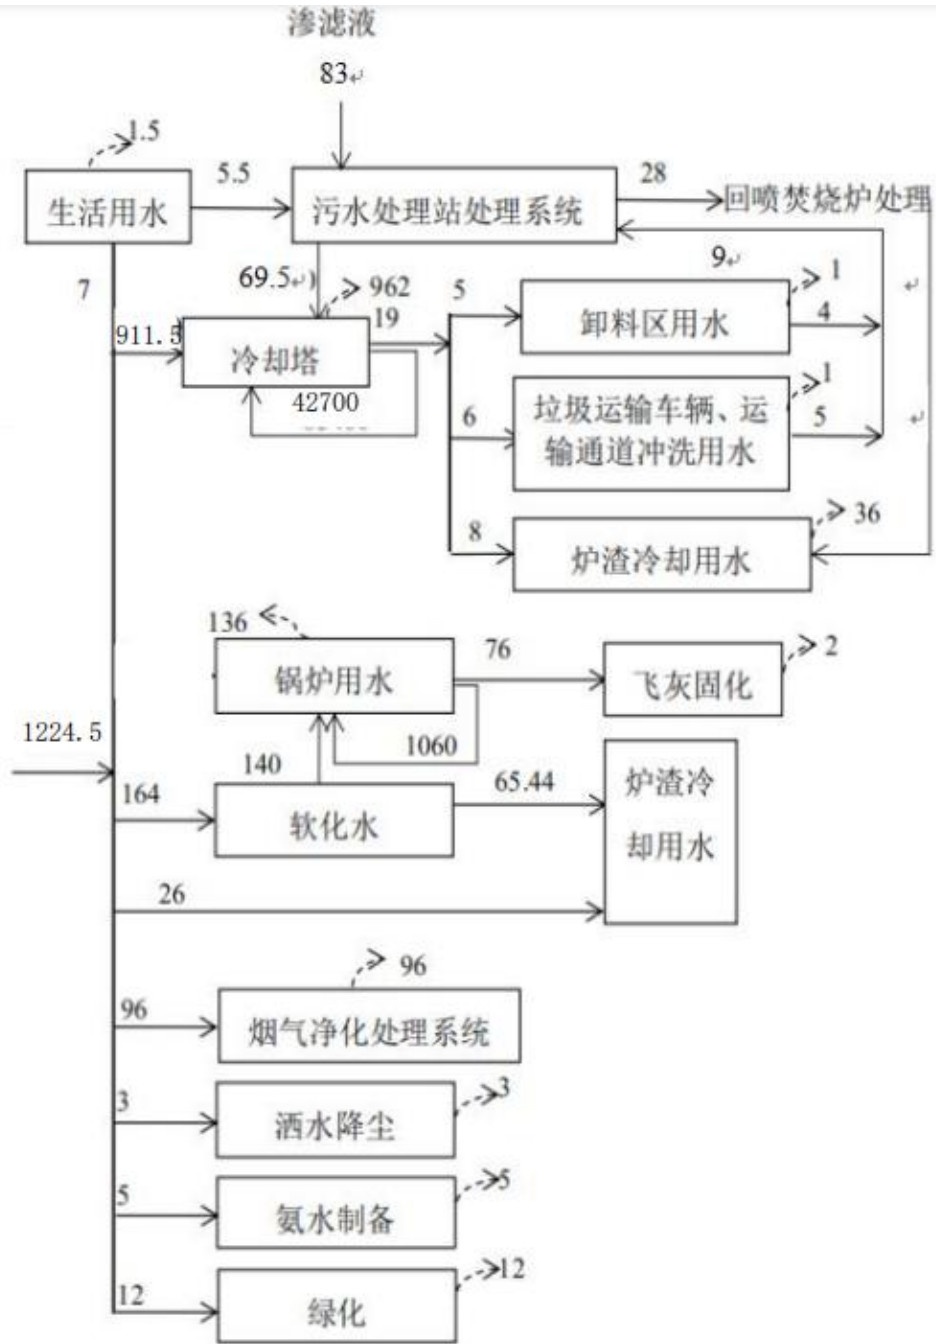 渗滤液
83
1.5
5.5
28
生活用水
污水处理站处理系统
回喷焚烧炉处理
7
69.5
962
9
911.5
19
5
1
冷却塔
卸料区用水
4
42700
6
1
垃圾运输车辆、运
输通道冲洗用水
5
8
36
炉渣冷却用水
136
76
2
锅炉用水
飞灰固化
1224.5
1060
140
65.44
164
软化水
炉渣冷
却用水
26
96
96
烟气净化处理系统
3
3
洒水降尘
5
5
氨水制备
12
12
绿化